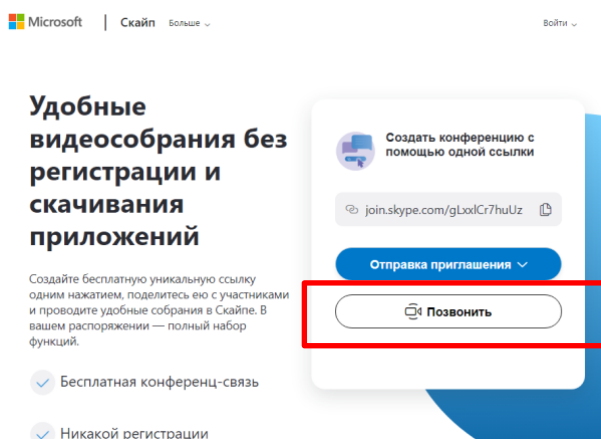 Microsoft | Скайп Больше Войти
Удобные
видеособрания без
регистрации и
скачивания
приложений
Создайте бесплатную уникальную ссылку
одним нажатием, поделитесь ею с участниками
и проводите удобные собрания в Скайпе. В
вашем распоряжении — полный набор
функций.
Бесплатная конференц-связь
Никакой регистрации
Создать конференцию с
помощью одной ссылки
join.skype.com/gLxxlCr7huUz
Отправка приглашения
Позвонить